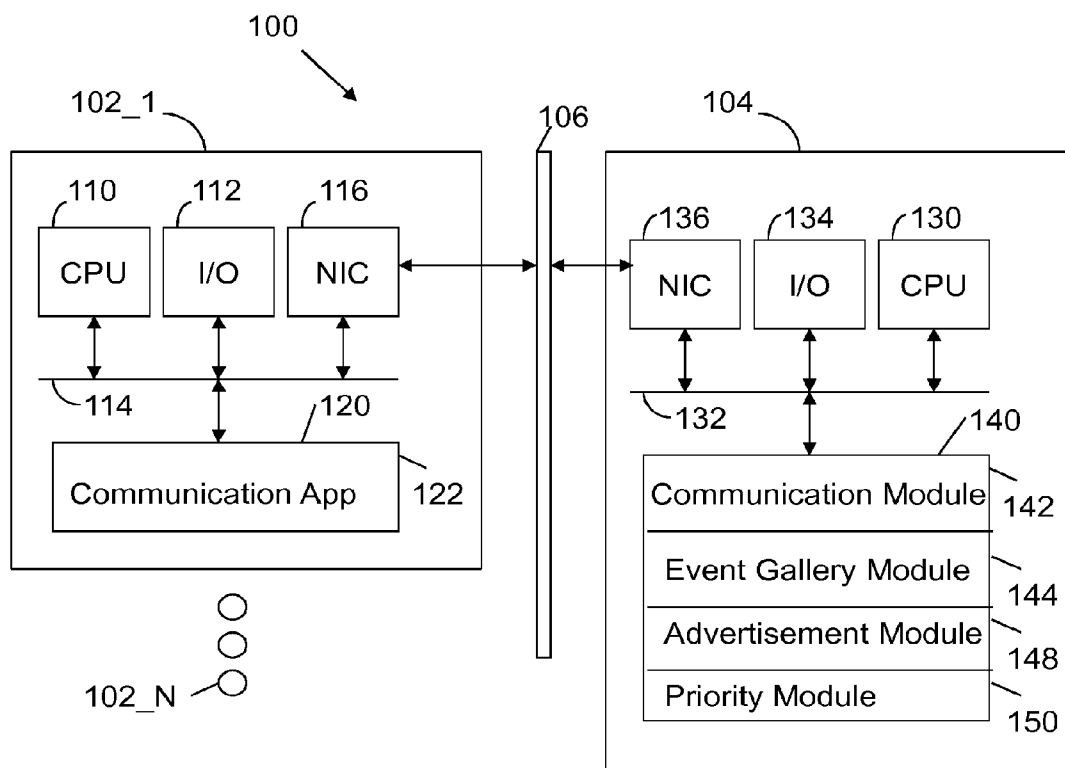 100
102_1
106
104
110
112
116
CPU
I/O
NIC
136
134
130
NIC
I/O
CPU
114
120
Communication App
122
102_N
132
140
Communication Module
142
Event Gallery Module
144
Advertisement Module
148
Priority Module
150